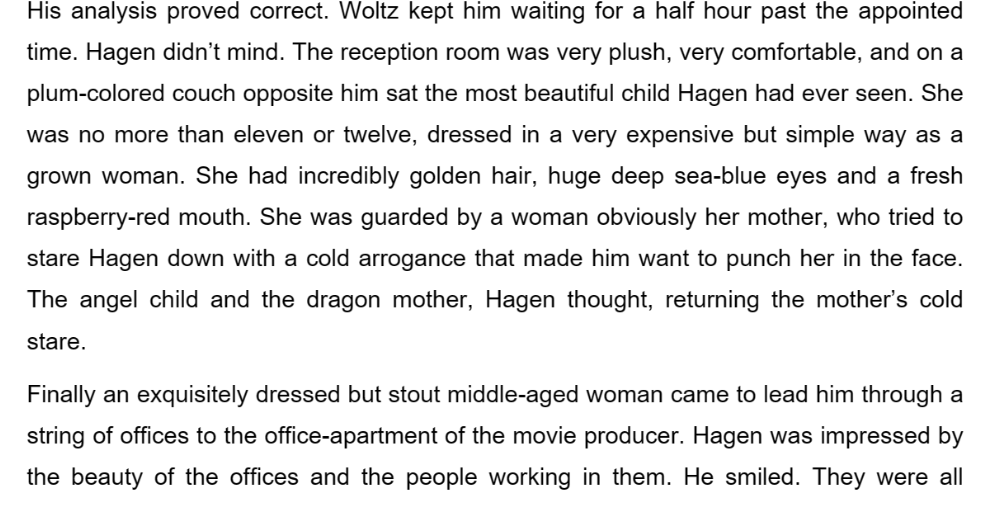 His analysis proved correct. Woltz kept him waiting for a half hour past the appointed
time. Hagen didn’t mind. The reception room was very plush, very comfortable, and on a
plum-colored couch opposite him sat the most beautiful child Hagen had ever seen. She
was no more than eleven or twelve, dressed in a very expensive but simple way as a
grown woman. She had incredibly golden hair, huge deep sea-blue eyes and a fresh
raspberry-red mouth. She was guarded by a woman obviously her mother, who tried to
stare Hagen down with a cold arrogance that made him want to punch her in the face.
The angel child and the dragon mother, Hagen thought, returning the mother’s cold
stare.
Finally an exquisitely dressed but stout middle-aged woman came to lead him through a
string of offices to the office-apartment of the movie producer. Hagen was impressed by
the beauty of the offices and the people working in them. He smiled. They were all